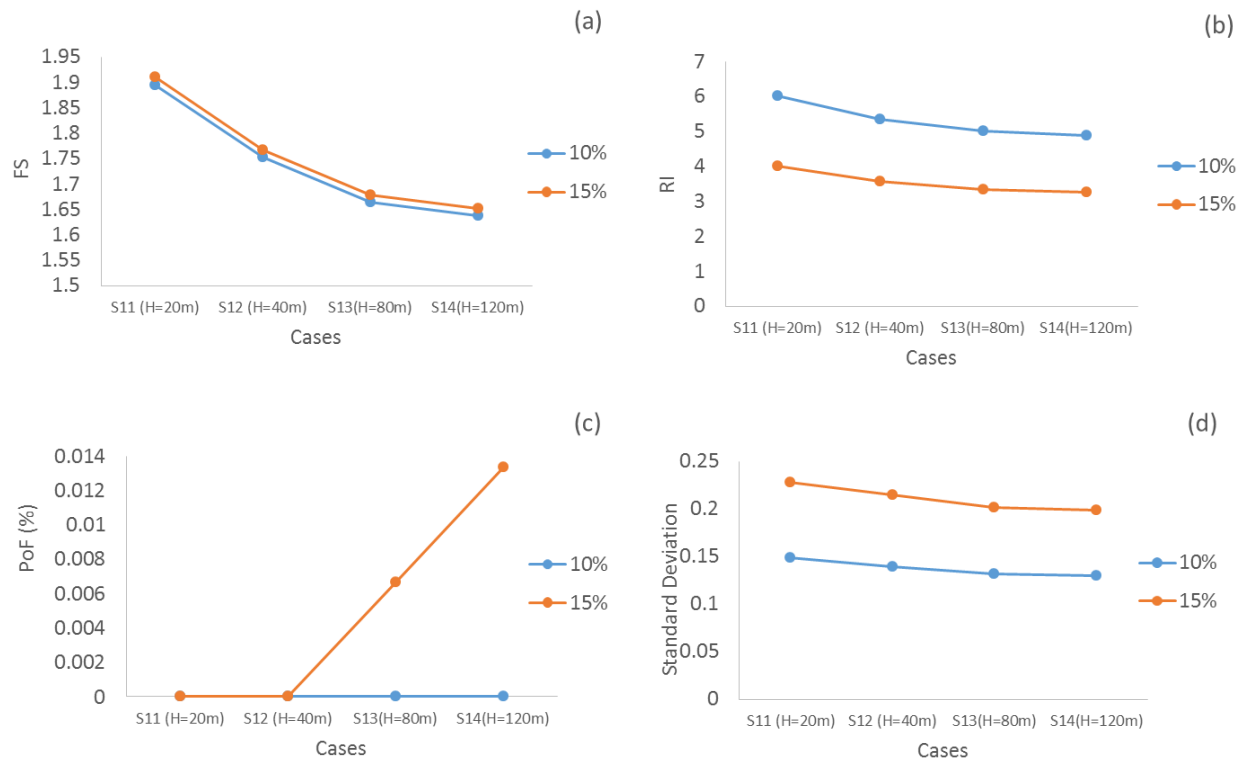 (a)
1.95
1.9
1.85
1.8
1.75
1.7
1.65
1.6
1.55
1.5
FS
S11 (H=20m) S12 (H=40m) S13(H=80m) S14(H=120m)
Cases
10%
15%
(b)
7
6
5
4
3
2
1
0
RI
S11 (H=20m) S12 (H=40m) S13(H=80m) S14(H=120m)
Cases
10%
15%
(c)
0.014
0.012
0.01
0.008
0.006
0.004
0.002
0
PoF (%)
S11 (H=20m) S12 (H=40m) S13(H=80m) S14(H=120m)
Cases
10%
15%
(d)
0.25
0.2
0.15
0.1
0.05
0
Standard Deviation
S11 (H=20m) S12 (H=40m) S13(H=80m) S14(H=120m)
Cases
10%
15%